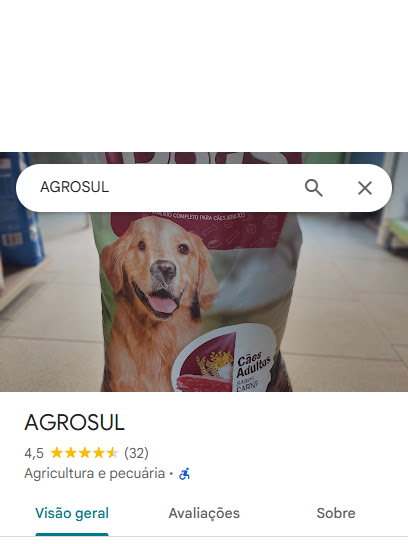 AGROSUL
ALIMENTO COMPLETO PARA CÃES ADULTOS
Cães
Adultos
SABOR
CARNE
AGROSUL
4,5 (32)
Agricultura e pecuária ·
Visão geral Avaliações Sobre